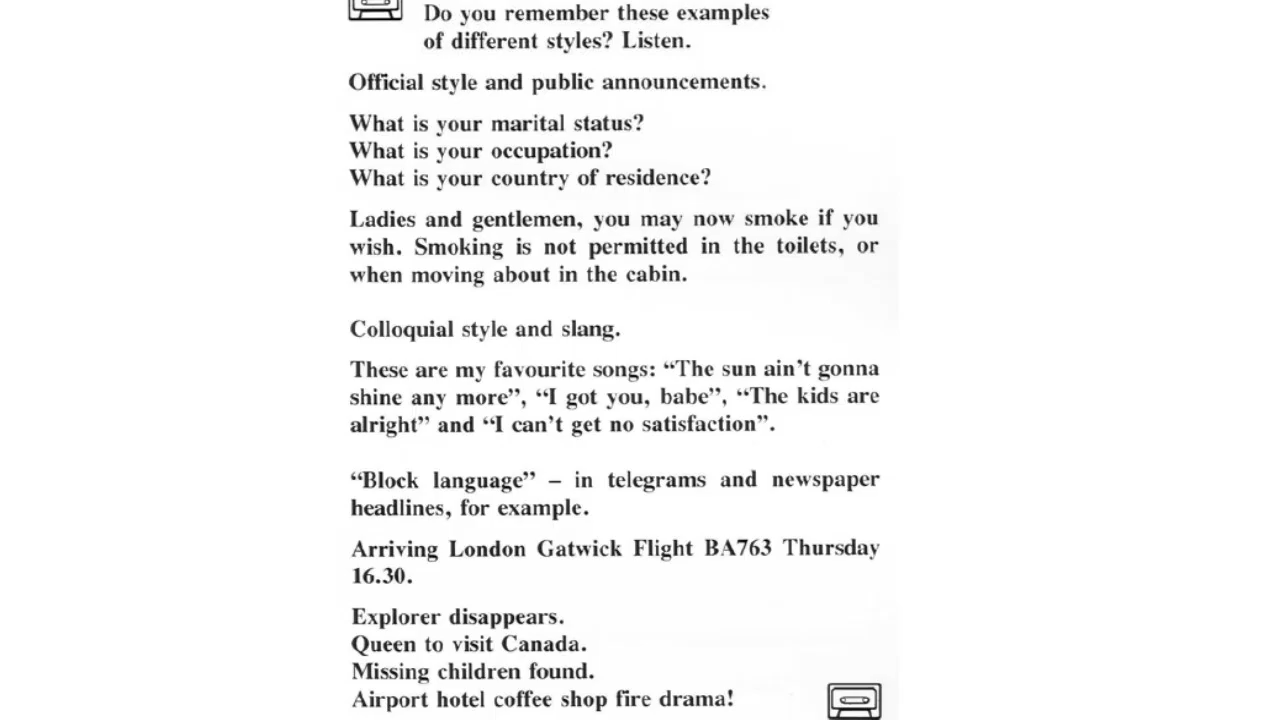 Do you remember these examples
of different styles? Listen.
Official style and public announcements.
What is your marital status?
What is your occupation?
What is your country of residence?
Ladies and gentlemen, you may now smoke if you
wish. Smoking is not permitted in the toilets, or
when moving about in the cabin.
Colloquial style and slang.
These are my favourite songs: “The sun ain’t gonna
shine any more”, “I got you, babe”, “The kids are
alright” and “I can’t get no satisfaction”.
“Block language” – in telegrams and newspaper
headlines, for example.
Arriving London Gatwick Flight BA763 Thursday
16.30.
Explorer disappears.
Queen to visit Canada.
Missing children found.
Airport hotel coffee shop fire drama!